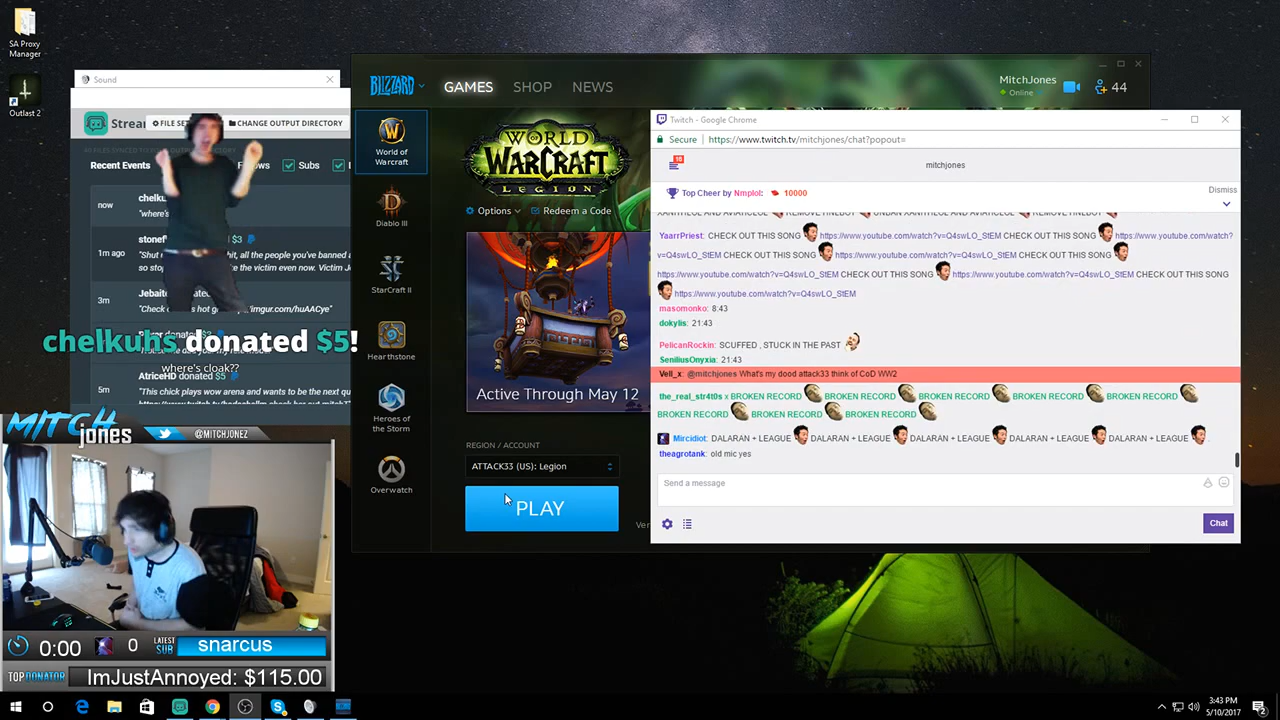 SA Proxy
Manager
Outlast 2
Sound
Strea
FILE SE
CHANGE OUTPUT DIRECTORY
Recent Events
Subs
now
chelku
"where's
1m
stonef
$3
"Shut
hit, all the people you've banned a
so stop
e the victim now. Victim Jo
3m
Jebaite
"Check
s hot g
/imgur.com/huAACye"
chelkuhs donated $5!
where's cloak??
5m
AtriceHD donated $5
"This chick plows wor arena and wants to be the next qu
MITCH
jones
@MITCHJONEZ
0:00
0
LATEST
SUB
snarcus
TOP DONATOR
ImJustAnnoyed: $115.00
BLIZZARD
GAMES
SHOP
NEWS
MitchJones
Online
44
World of
Warcraft
Diablo III
StarCraft II
Hearthstone
Heroes of
the Storm
Overwatch
WORLD OF
WARCRAFT
LEGION
Options
Redeem a Code
Active Through May 12
REGION / ACCOUNT
ATTACK33 (US): Legion
PLAY
Ver
Twitch - Google Chrome
Secure
https://www.twitch.tv/mitchjones/chat?popout=
mitchjones
Top Cheer by Nmplol: 10000
Dismiss
YaarrPriest: CHECK OUT THIS SONG https://www.youtube.com/watch?v=Q4swLO_StEM CHECK OUT THIS SONG https://www.youtube.com/watch?
v=Q4swLO_StEM CHECK OUT THIS SONG https://www.youtube.com/watch?v=Q4swLO_StEM CHECK OUT THIS SONG
https://www.youtube.com/watch?v=Q4swLO_StEM CHECK OUT THIS SONG https://www.youtube.com/watch?v=Q4swLO_StEM CHECK OUT THIS SONG
https://www.youtube.com/watch?v=Q4swLO_StEM
masomonko: 8:43
dokylis: 21:43
PelicanRockin: SCUFFED , STUCK IN THE PAST
SeniliusOnyxia: 21:43
Vell_x: @mitchjones What's my dood attack33 think of CoD WW2
the_real_str4t0s x BROKEN RECORD BROKEN RECORD BROKEN RECORD BROKEN RECORD BROKEN RECORD
BROKEN RECORD BROKEN RECORD BROKEN RECORD
Mircidiot: DALARAN + LEAGUE DALARAN + LEAGUE DALARAN + LEAGUE DALARAN + LEAGUE DALARAN + LEAGUE
theagrotank: old mic yes
Send a message
Chat
3:43 PM
5/10/2017